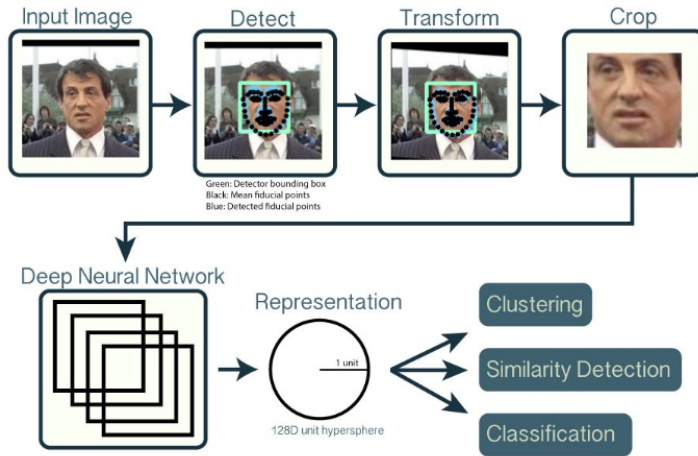 Input Image
Detect
Transform
Crop
Green: Detector bounding box
Black: Mean fiducial points
Blue: Detected fiducial points
Deep Neural Network
Representation
1 unit
128D unit hypersphere
Clustering
Similarity Detection
Classification